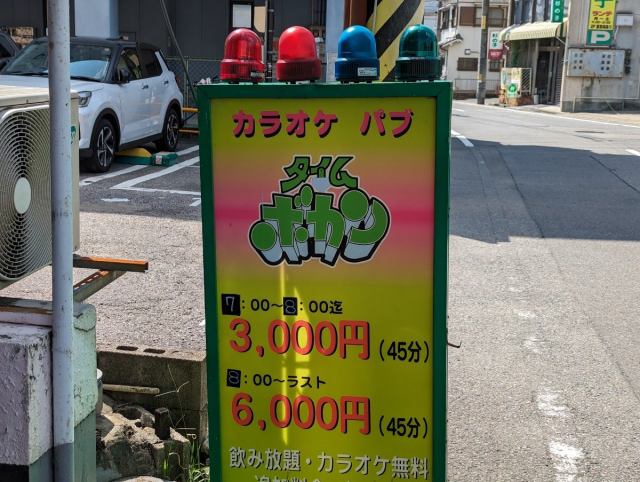 カラオケ パブ
タイム
ボカン
7:00〜8:00迄
3,000円(45分)
8:00〜ラスト
6,000円(45分)
飲み放題・カラオケ無料
P